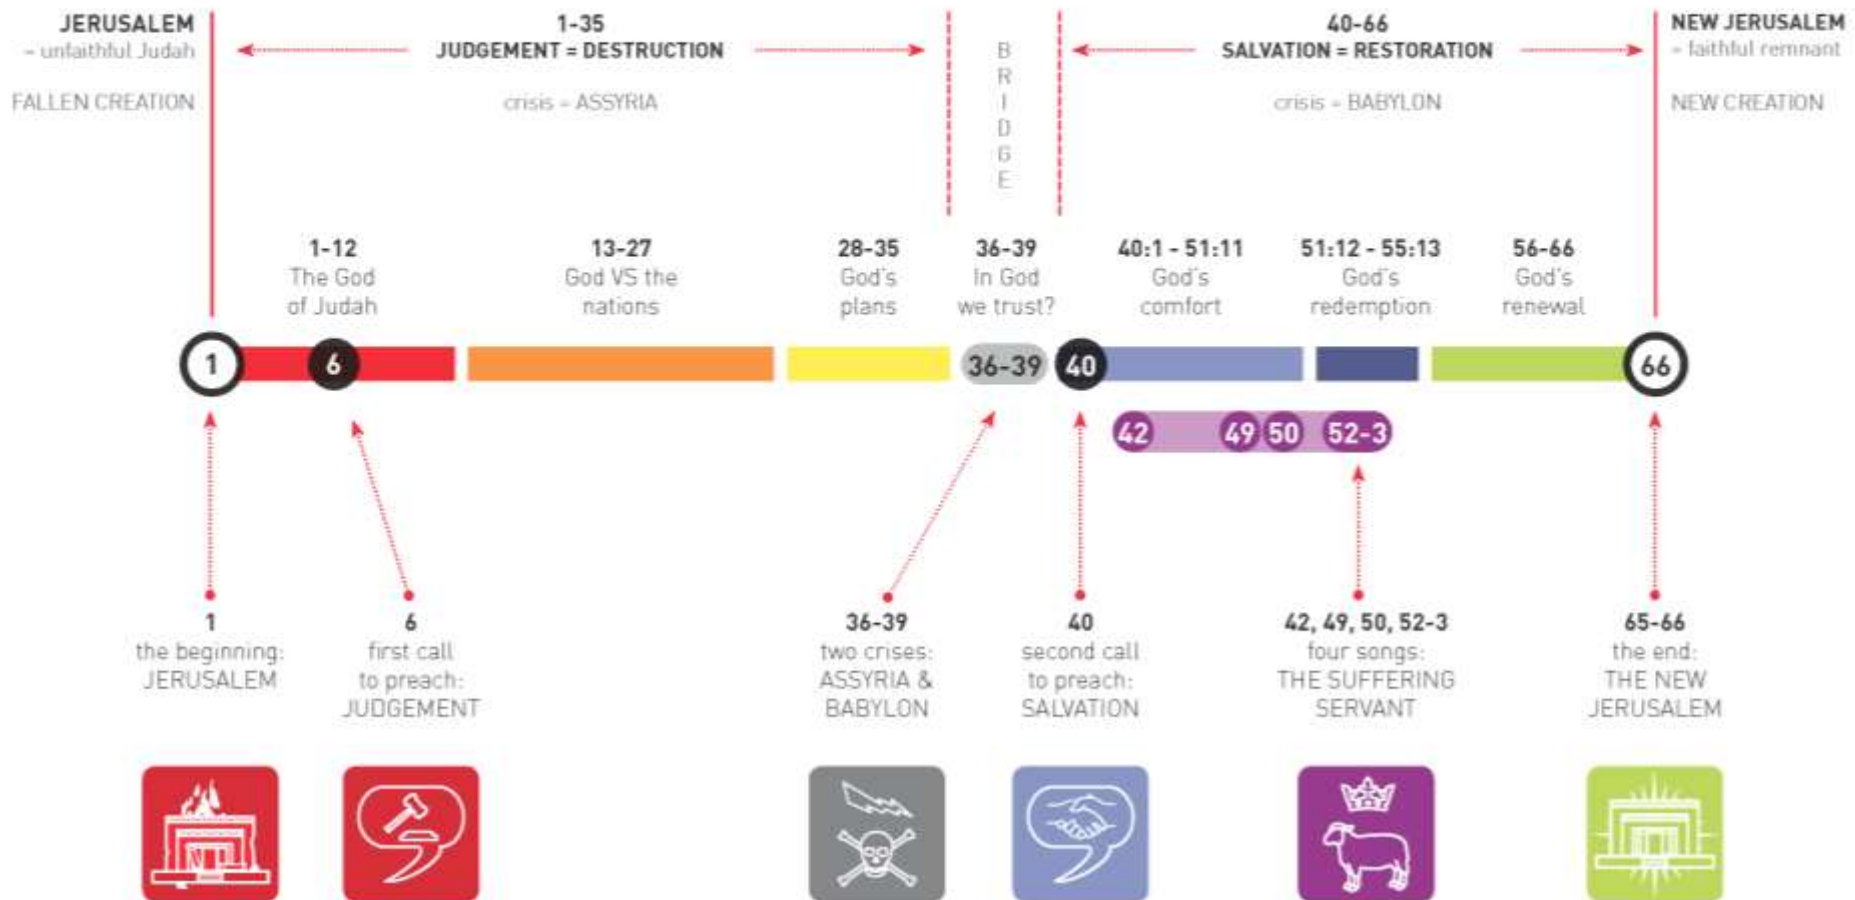 JERUSALEM
= unfaithful Judah
FALLEN CREATION
1-35
JUDGEMENT = DESTRUCTION
crisis = ASSYRIA
B
R
I
D
G
E
40-66
SALVATION = RESTORATION
crisis = BABYLON
NEW JERUSALEM
= faithful remnant
NEW CREATION
1-12
The God
of Judah
13-27
God VS the
nations
28-35
God's
plans
36-39
In God
we trust?
40:1 - 51:11
God's
comfort
51:12 - 55:13
God's
redemption
56-66
God's
renewal
1
6
36-39
40
66
42
49
50
52-3
1
the beginning:
JERUSALEM
6
first call
to preach:
JUDGEMENT
36-39
two crises:
ASSYRIA &
BABYLON
40
second call
to preach:
SALVATION
42, 49, 50, 52-3
four songs:
THE SUFFERING
SERVANT
65-66
the end:
THE NEW
JERUSALEM